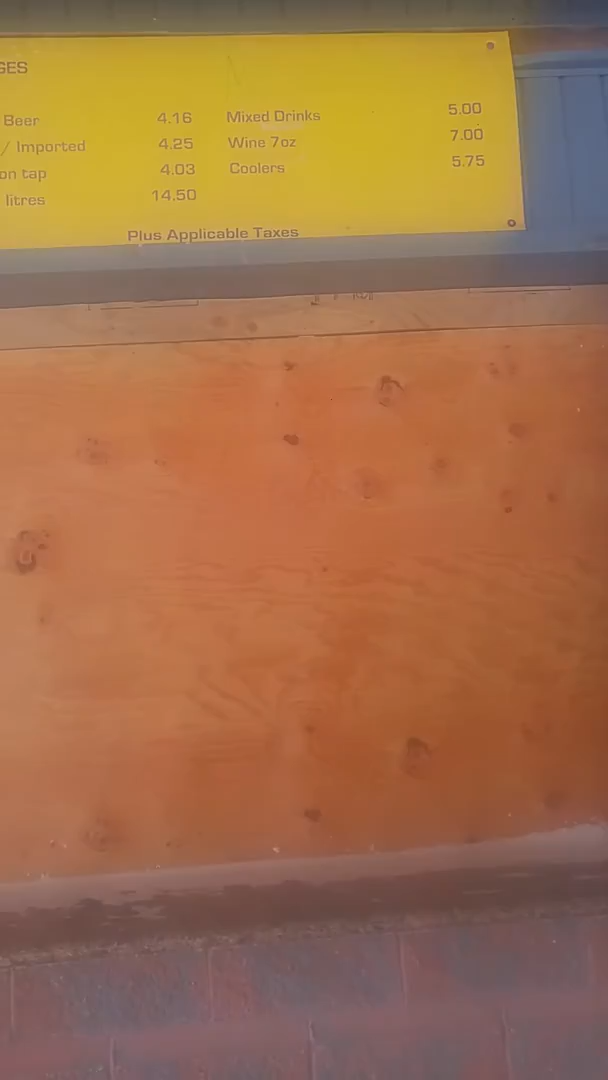 GES
Beer 4.16 Mixed Drinks 5.00
/ Imported 4.25 Wine 7oz 7.00
on tap 4.03 Coolers 5.75
litres 14.50
Plus Applicable Taxes